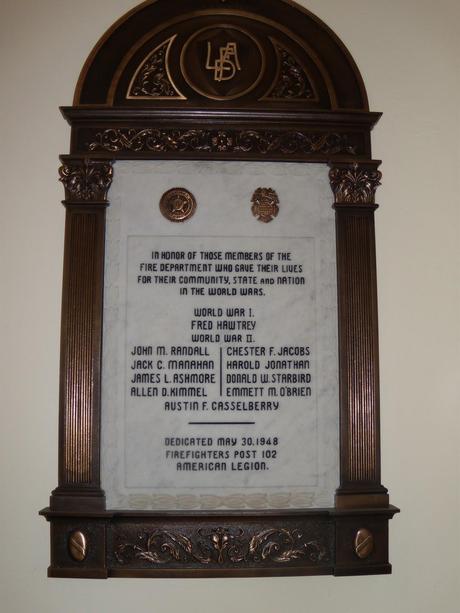 IN HONOR OF THOSE MEMBERS OF THE
FIRE DEPARTMENT WHO GAVE THEIR LIVES
FOR THEIR COMMUNITY, STATE AND NATION
IN THE WORLD WARS.
WORLD WAR I.
FRED HAWTREY
WORLD WAR II.
JOHN M. RANDALL
JACK C. MANAHAN
JAMES L. ASHMORE
ALLEN D. KIMMEL
CHESTER F. JACOBS
HAROLD JONATHAN
DONALD W. STARBIRD
EMMETT M. O'BRIEN
AUSTIN F. CASSELBERRY
DEDICATED MAY 30, 1948
FIREFIGHTERS POST 102
AMERICAN LEGION.